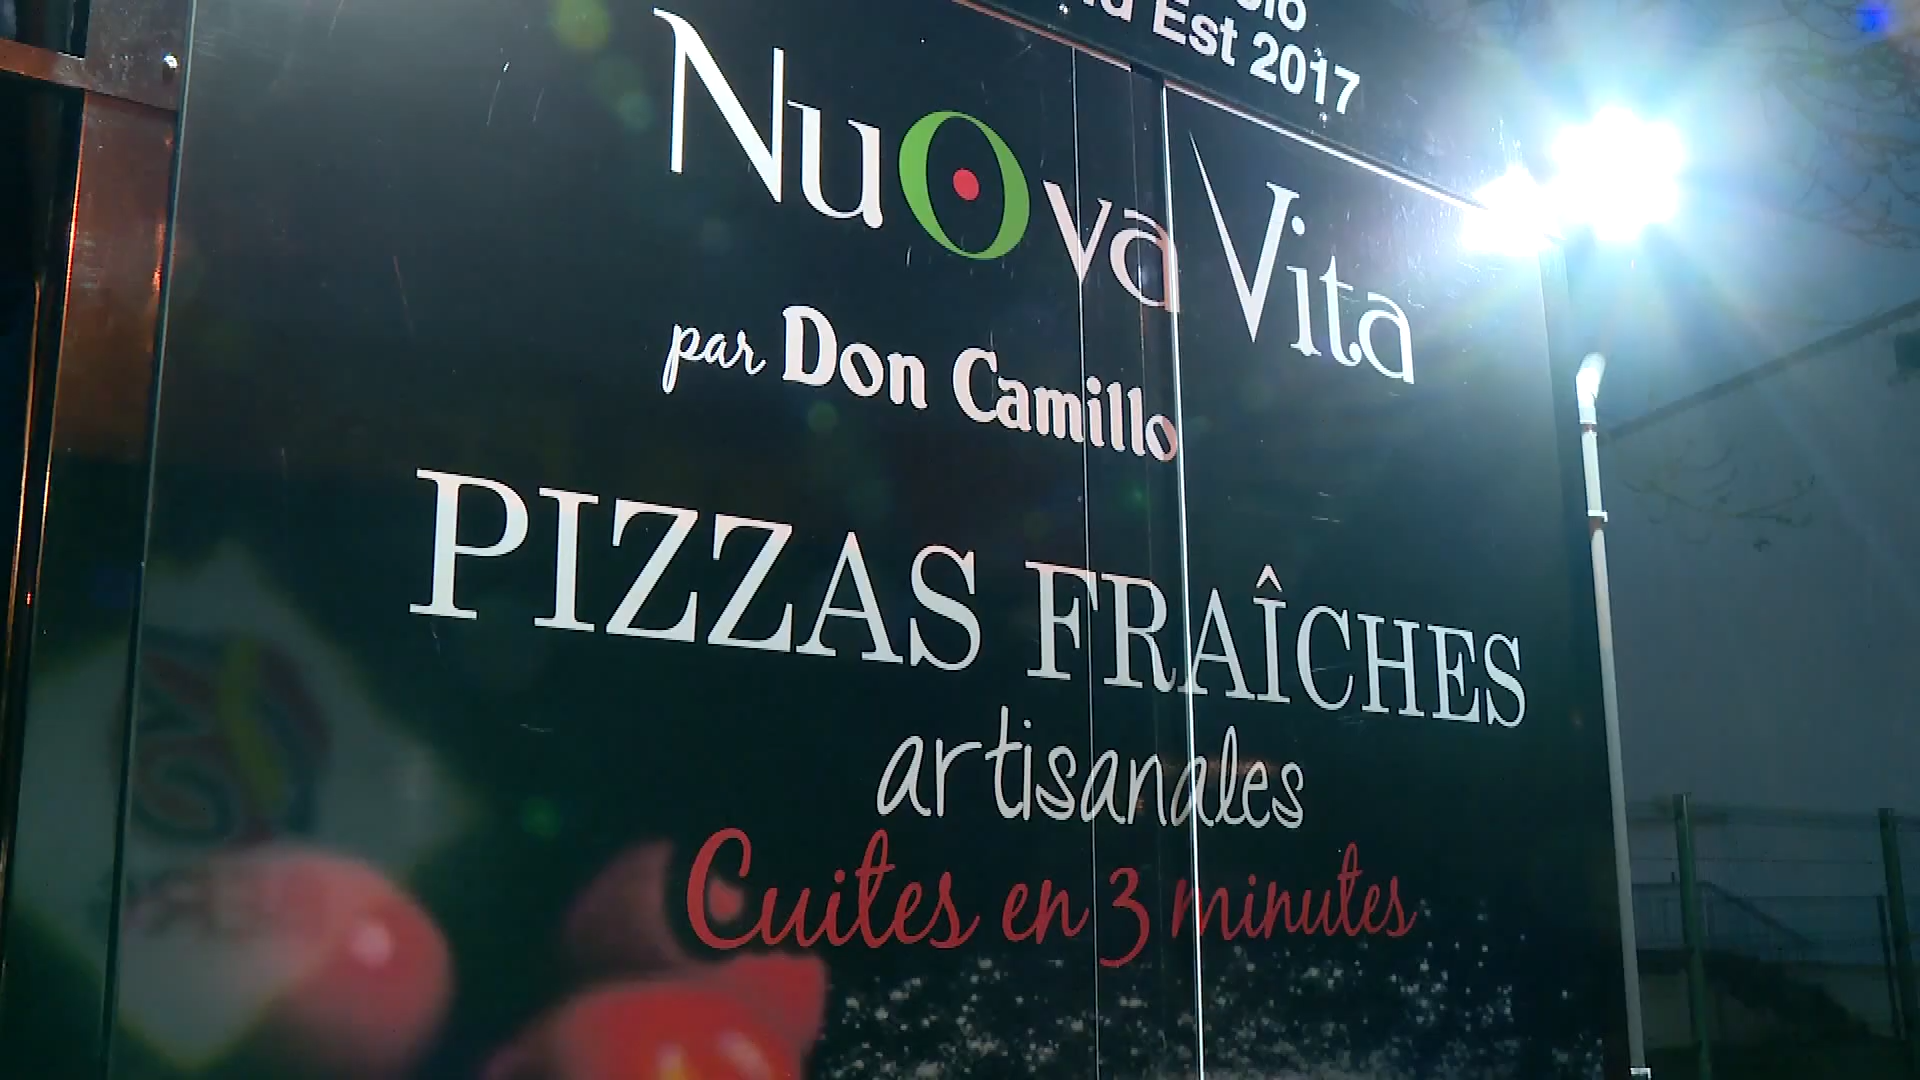 Est 2017
NuOva Vita
par Don Camillo
PIZZAS FRAÎCHES
artisanales
Cuites en 3 minutes